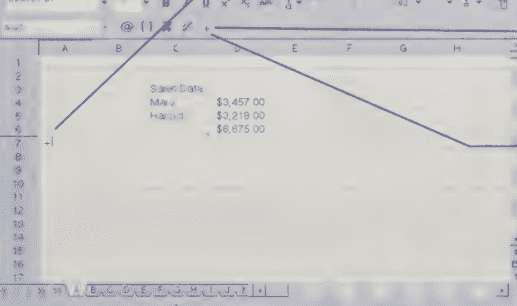 @ { }
+
A B C D E F G H
1
2
3 Sales Data
4 Mary $3,457.00
5 Harold $3,218.00
6 $6,675.00
7 +
8
9
10
11
12
13
14
15
16
17
A B C D E F G H I J